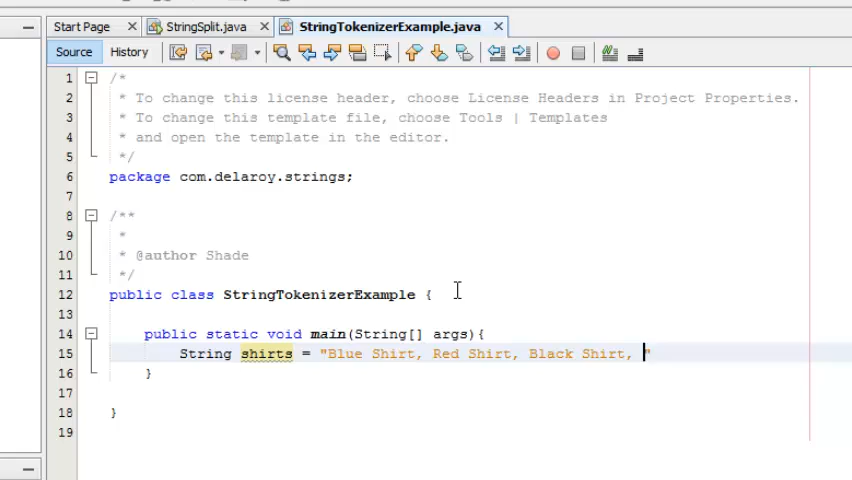 Start Page StringSplit.java StringTokenizerExample.java
Source History
1 /*
2 * To change this license header, choose License Headers in Project Properties.
3 * To change this template file, choose Tools | Templates
4 * and open the template in the editor.
5 */
6 package com.delaroy.strings;
7
8 /**
9 *
10 * @author Shade
11 */
12 public class StringTokenizerExample {
13
14 public static void main(String[] args){
15 String shirts = "Blue Shirt, Red Shirt, Black Shirt, "
16 }
17
18 }
19